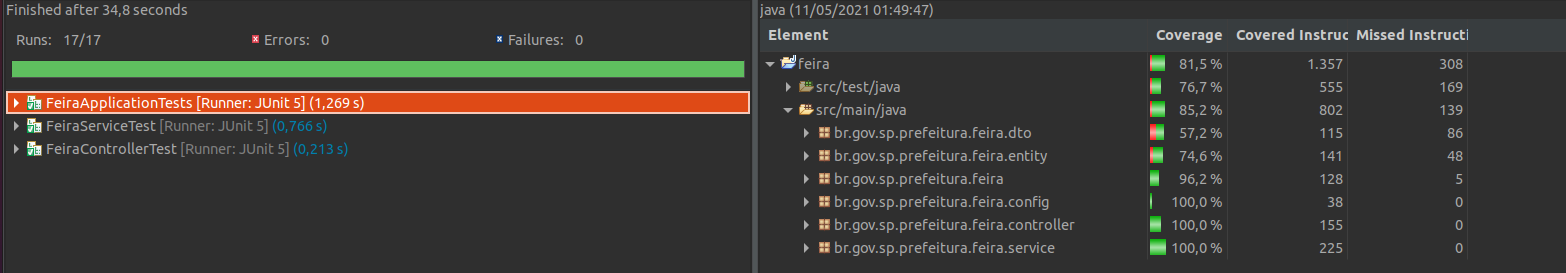 Finished after 34,8 seconds
Runs: 17/17 Errors: 0 Failures: 0
FeiraApplicationTests [Runner: JUnit 5] (1,269 s)
FeiraServiceTest [Runner: JUnit 5] (0,766 s)
FeiraControllerTest [Runner: JUnit 5] (0,213 s)
java (11/05/2021 01:49:47)
Element Coverage Covered Instruc Missed Instructi
feira 81,5 % 1.357 308
src/test/java 76,7 % 555 169
src/main/java 85,2 % 802 139
br.gov.sp.prefeitura.feira.dto 57,2 % 115 86
br.gov.sp.prefeitura.feira.entity 74,6 % 141 48
br.gov.sp.prefeitura.feira 96,2 % 128 5
br.gov.sp.prefeitura.feira.config 100,0 % 38 0
br.gov.sp.prefeitura.feira.controller 100,0 % 155 0
br.gov.sp.prefeitura.feira.service 100,0 % 225 0